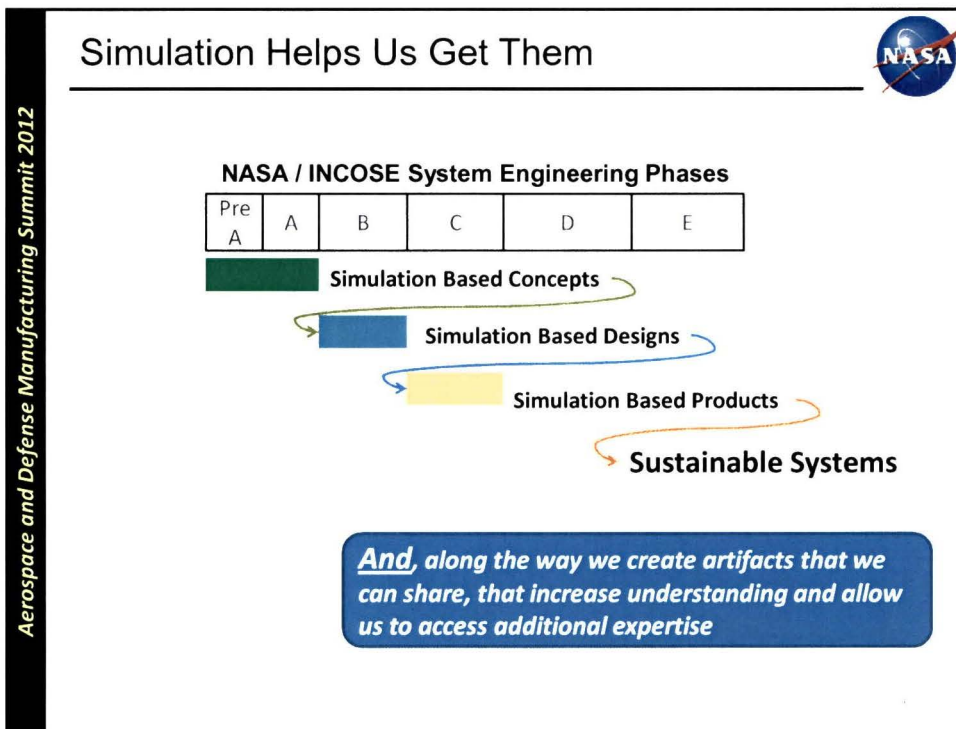 Simulation Helps Us Get Them
NASA
Aerospace and Defense Manufacturing Summit 2012
NASA / INCOSE System Engineering Phases
Pre
A
A
B
C
D
E
Simulation Based Concepts
Simulation Based Designs
Simulation Based Products
Sustainable Systems
And, along the way we create artifacts that we
can share, that increase understanding and allow
us to access additional expertise